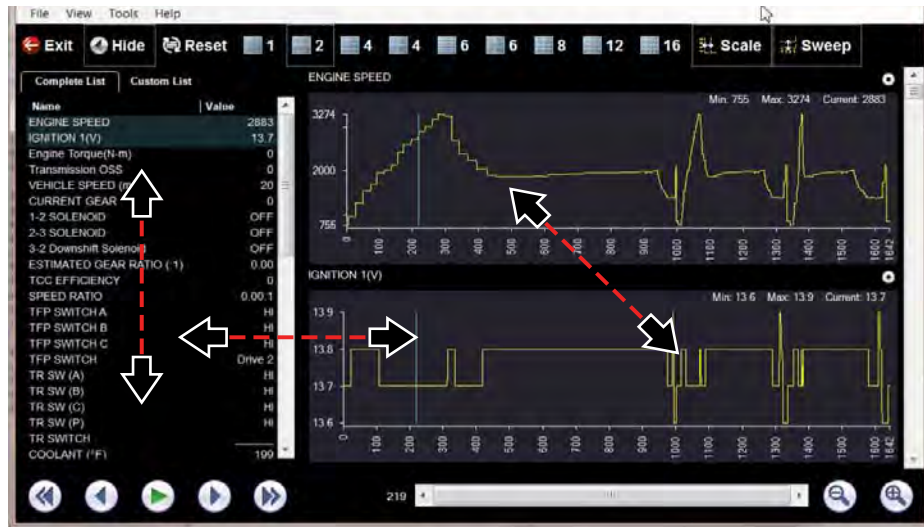 File View Tools Help
Exit Hide Reset 1 2 4 4 6 6 8 12 16 Scale Sweep
Complete List Custom List
Name Value
ENGINE SPEED 2883
IGNITION 1(V) 13.7
Engine Torque(N-m) 0
Transmission OSS 0
VEHICLE SPEED (m 20
CURRENT GEAR 0
1-2 SOLENOID OFF
2-3 SOLENOID OFF
3-2 Downshift Solenoid OFF
ESTIMATED GEAR RATIO (:1) 0.00
TCC EFFICIENCY 0
SPEED RATIO 0.00:1
TFP SWITCH A HI
TFP SWITCH B HI
TFP SWITCH C HI
TFP SWITCH Drive 2
TR SW (A) HI
TR SW (B) HI
TR SW (C) HI
TR SW (P) HI
TR SWITCH
COOLANT (°F) 199
ENGINE SPEED
Min: 755 Max: 3274 Current: 2883
3274
2000
755
0 100 200 300 400 500 600 700 800 900 1000 1100 1200 1300 1400 1500 1600 1642
IGNITION 1(V)
Min: 13.6 Max: 13.9 Current: 13.7
13.9
13.8
13.7
13.6
0 100 200 300 400 500 600 700 800 900 1000 1100 1200 1300 1400 1500 1600 1642
219